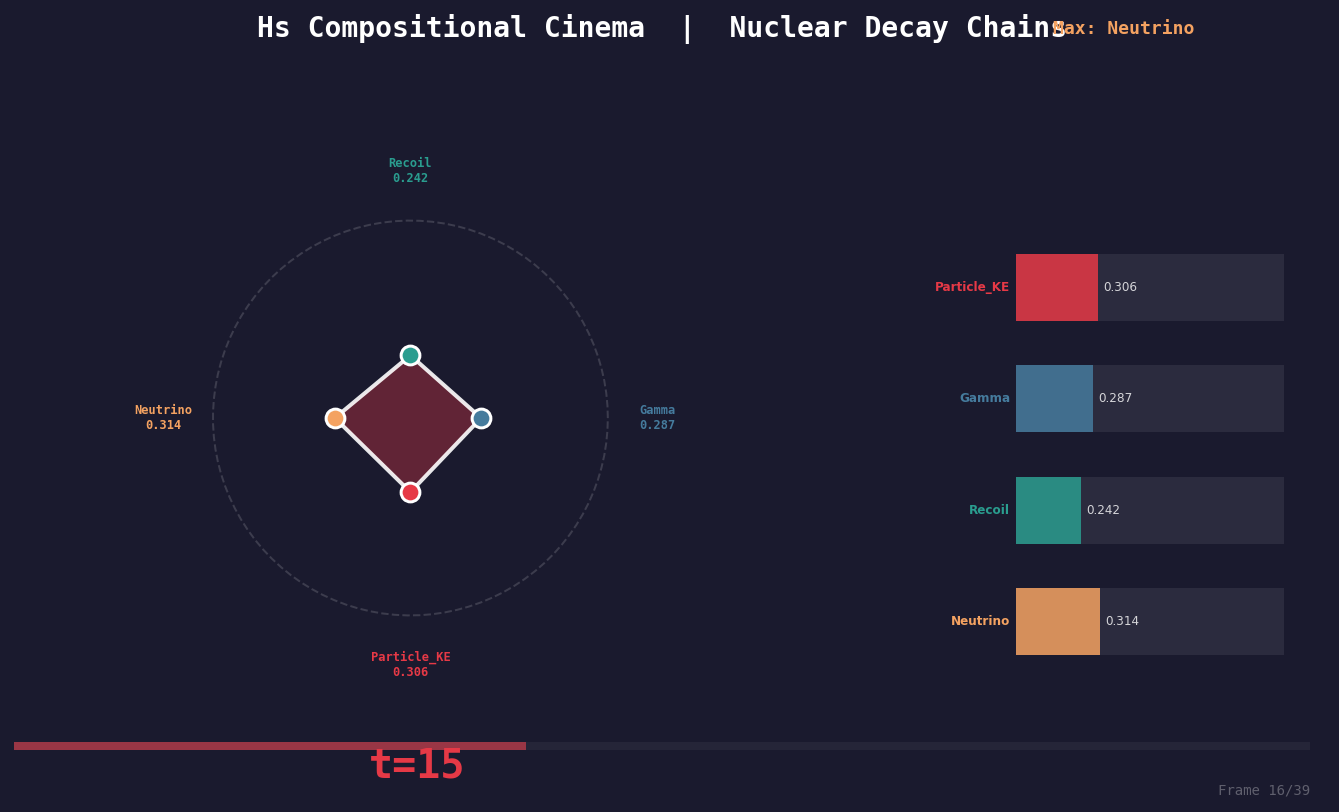 Hs Compositional Cinema | Nuclear Decay Chains
Max: Neutrino
Recoil
0.242
Neutrino
0.314
Gamma
0.287
Particle_KE
0.306
Particle_KE 0.306
Gamma 0.287
Recoil 0.242
Neutrino 0.314
t=15
Frame 16/39